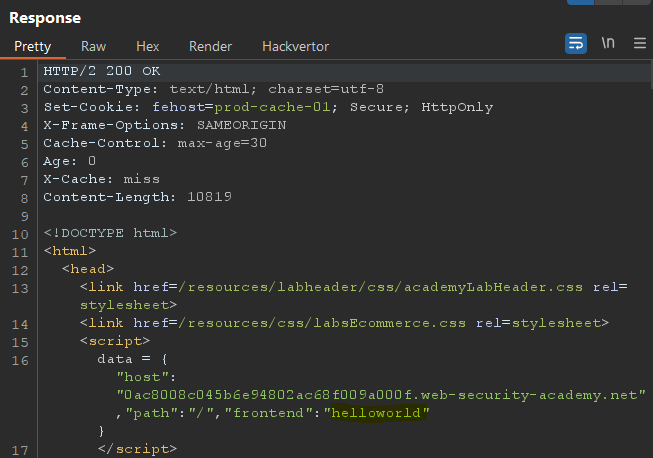 Response
Pretty Raw Hex Render Hackvertor \n
1 HTTP/2 200 OK
2 Content-Type: text/html; charset=utf-8
3 Set-Cookie: fehost=prod-cache-01; Secure; HttpOnly
4 X-Frame-Options: SAMEORIGIN
5 Cache-Control: max-age=30
6 Age: 0
7 X-Cache: miss
8 Content-Length: 10819
9
10 <!DOCTYPE html>
11 <html>
12 <head>
13 <link href=/resources/labheader/css/academyLabHeader.css rel=
stylesheet>
14 <link href=/resources/css/labsEcommerce.css rel=stylesheet>
15 <script>
16 data = {
"host":
"0ac8008c045b6e94802ac68f009a000f.web-security-academy.net"
,"path":"/","frontend":"helloworld"
}
17 </script>